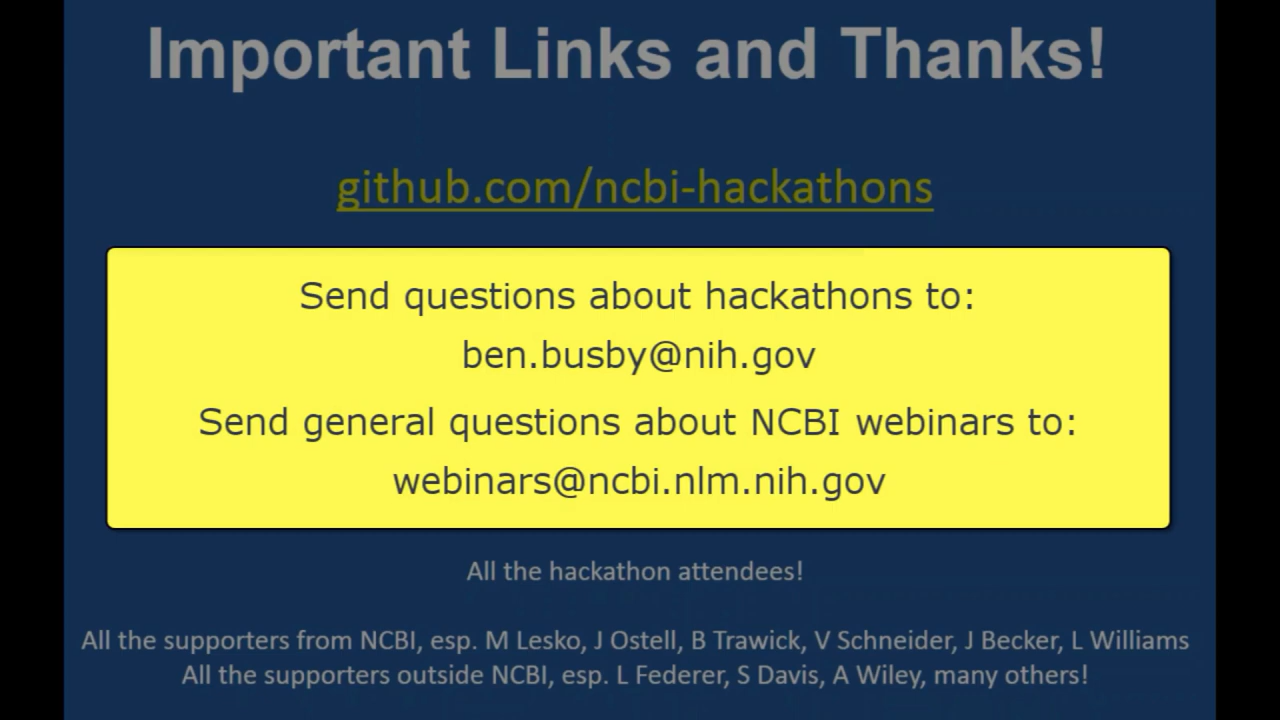 Important Links and Thanks!
github.com/ncbi-hackathons
Send questions about hackathons to:
ben.busby@nih.gov
Send general questions about NCBI webinars to:
webinars@ncbi.nlm.nih.gov
All the hackathon attendees!
All the supporters from NCBI, esp. M Lesko, J Ostell, B Trawick, V Schneider, J Becker, L Williams
All the supporters outside NCBI, esp. L Federer, S Davis, A Wiley, many others!